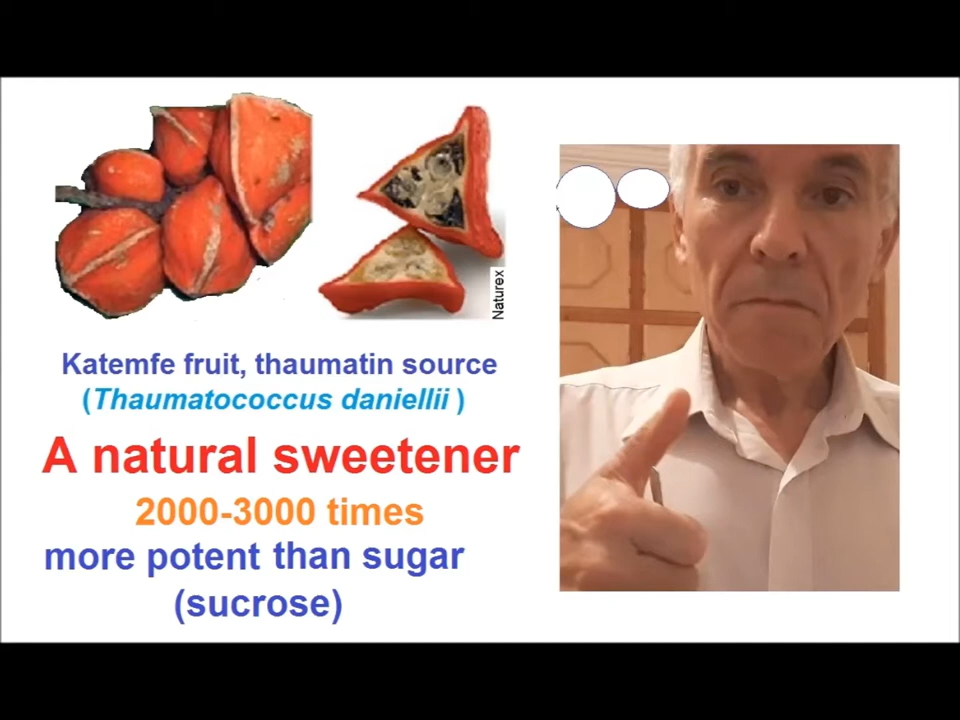 Naturex
Katemfe fruit, thaumatin source
(Thaumatococcus daniellii )
A natural sweetener
2000-3000 times
more potent than sugar
(sucrose)